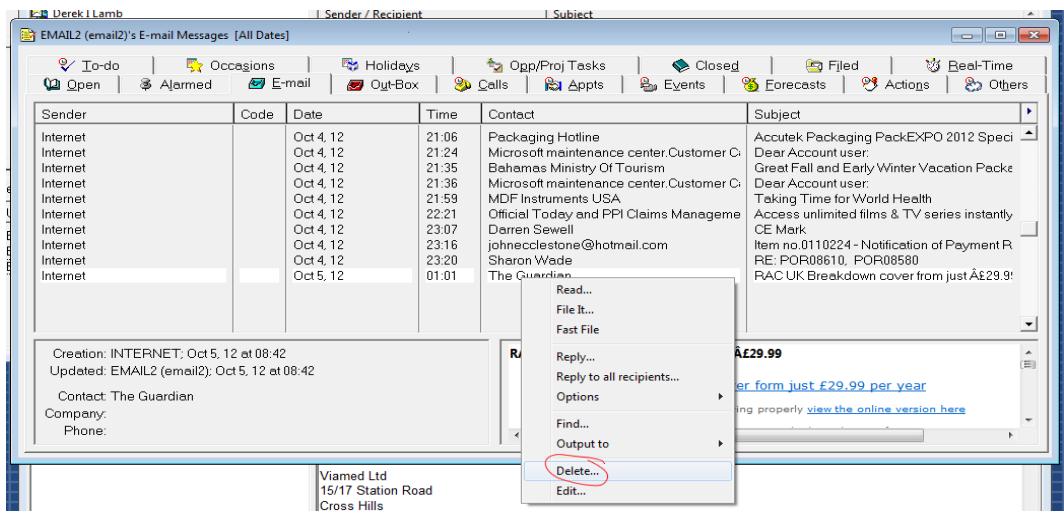 Derek I Lamb Sender / Recipient Subject
EMAIL2 (email2)'s E-mail Messages [All Dates]
To-do Occasions Holidays Opp/Proj Tasks Closed Filed Real-Time
Open Alarmed E-mail Out-Box Calls Appts Events Forecasts Actions Others
Sender Code Date Time Contact Subject
Internet Oct 4, 12 21:06 Packaging Hotline Accutek Packaging PackEXPO 2012 Speci
Internet Oct 4, 12 21:24 Microsoft maintenance center.Customer C Dear Account user:
Internet Oct 4, 12 21:35 Bahamas Ministry Of Tourism Great Fall and Early Winter Vacation Packa
Internet Oct 4, 12 21:36 Microsoft maintenance center.Customer C Dear Account user:
Internet Oct 4, 12 21:59 MDF Instruments USA Taking Time for World Health
Internet Oct 4, 12 22:21 Official Today and PPI Claims Manageme Access unlimited films & TV series instantly
Internet Oct 4, 12 23:07 Darren Sewell CE Mark
Internet Oct 4, 12 23:16 johnecclestone@hotmail.com Item no.0110224 - Notification of Payment R
Internet Oct 4, 12 23:20 Sharon Wade RE: POR08610, POR08580
Internet Oct 5, 12 01:01 The Guardian RAC UK Breakdown cover from just Â£29.9
Read...
File It...
Fast File
Reply...
Reply to all recipients...
Options
Find...
Output to
Delete...
Edit...
Creation: INTERNET; Oct 5, 12 at 08:42
Updated: EMAIL2 (email2); Oct 5, 12 at 08:42
Contact: The Guardian
Company:
Phone:
Â£29.99
er form just £29.99 per year
ing properly view the online version here
Viamed Ltd
15/17 Station Road
Cross Hills